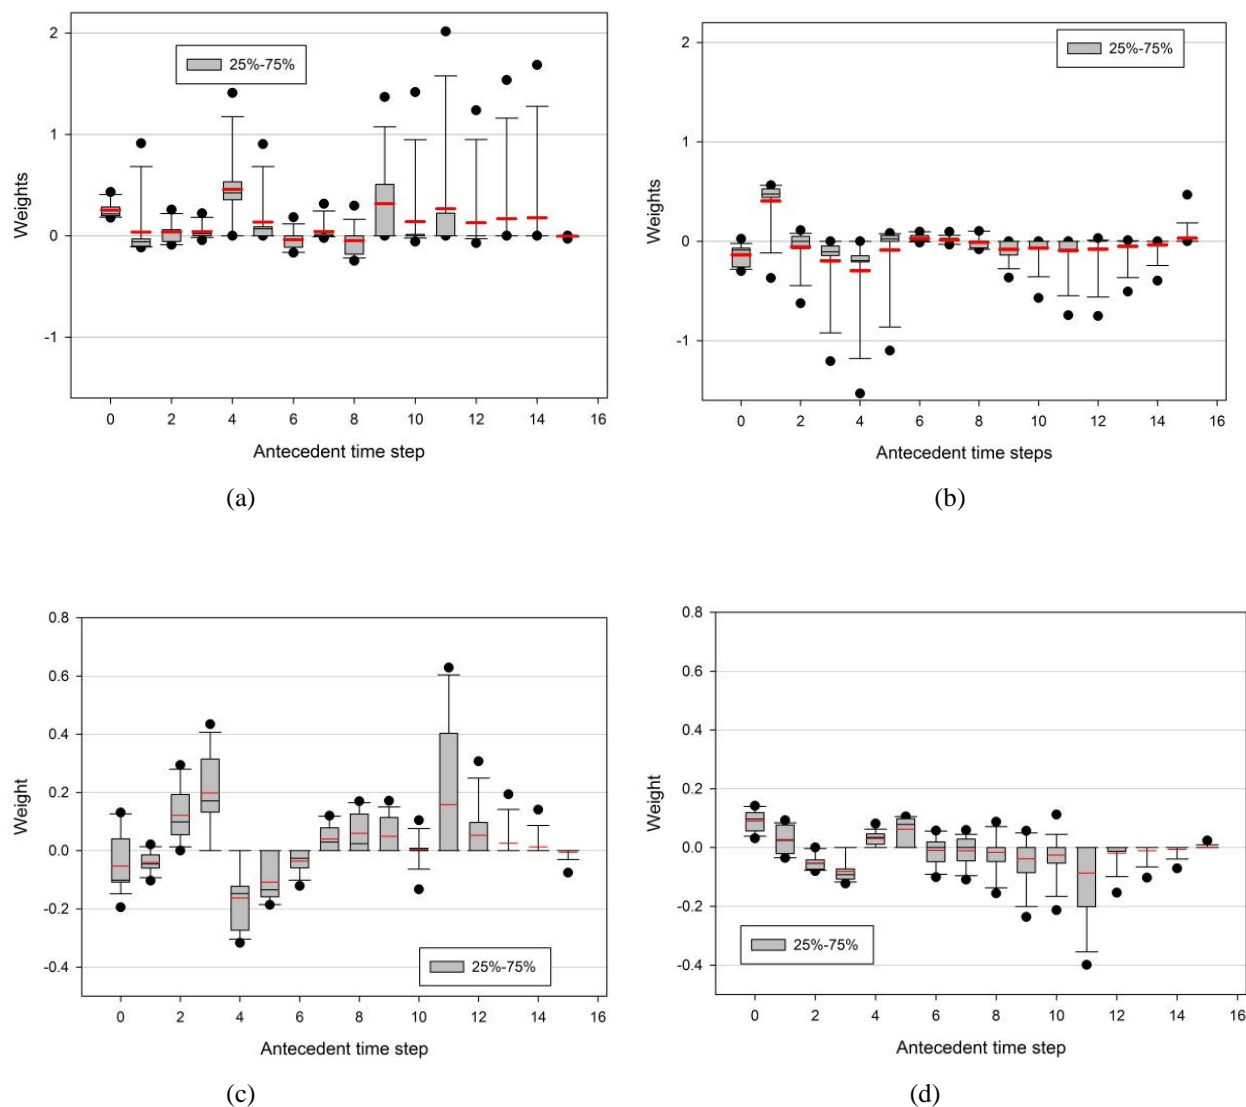 2
1
0
-1
Weights
25%-75%
0 2 4 6 8 10 12 14 16
Antecedent time step
(a)
2
1
0
-1
Weights
25%-75%
0 2 4 6 8 10 12 14 16
Antecedent time steps
(b)
0.8
0.6
0.4
0.2
0.0
-0.2
-0.4
Weight
25%-75%
0 2 4 6 8 10 12 14 16
Antecedent time step
(c)
0.8
0.6
0.4
0.2
0.0
-0.2
-0.4
Weight
25%-75%
0 2 4 6 8 10 12 14 16
Antecedent time step
(d)